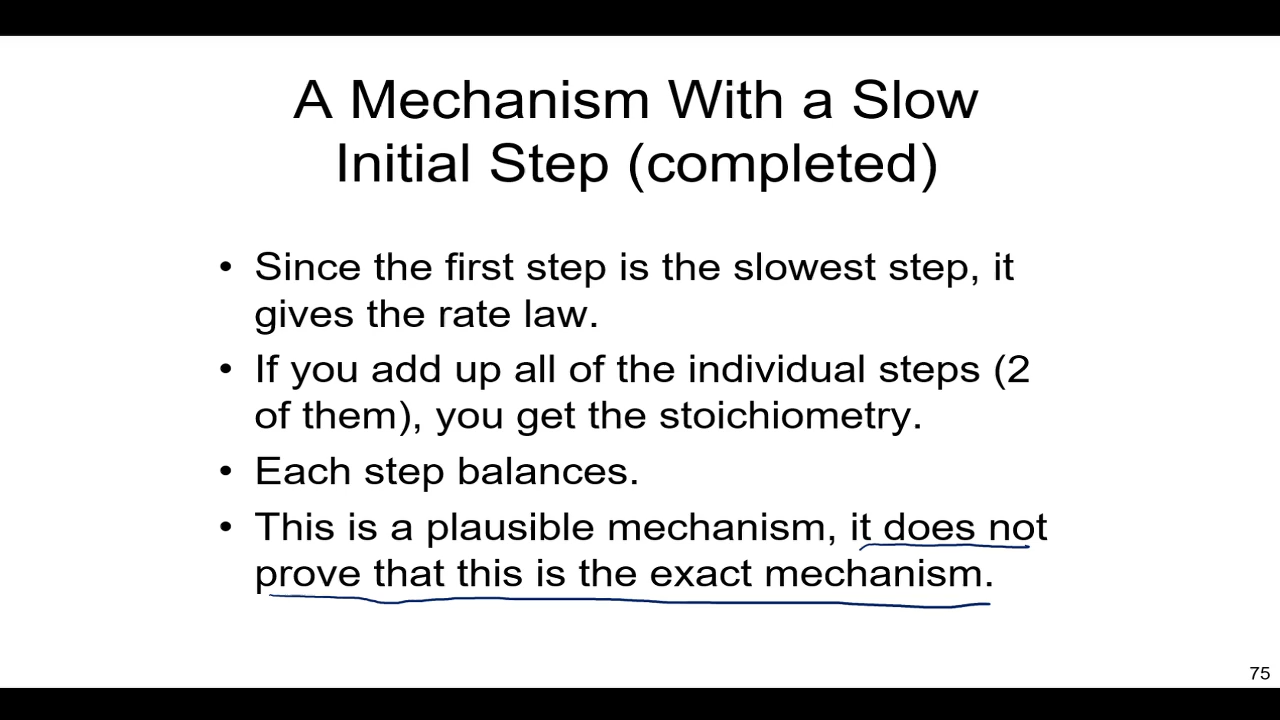 A Mechanism With a Slow
Initial Step (completed)
• Since the first step is the slowest step, it
gives the rate law.
• If you add up all of the individual steps (2
of them), you get the stoichiometry.
• Each step balances.
• This is a plausible mechanism, it does not
prove that this is the exact mechanism.
75